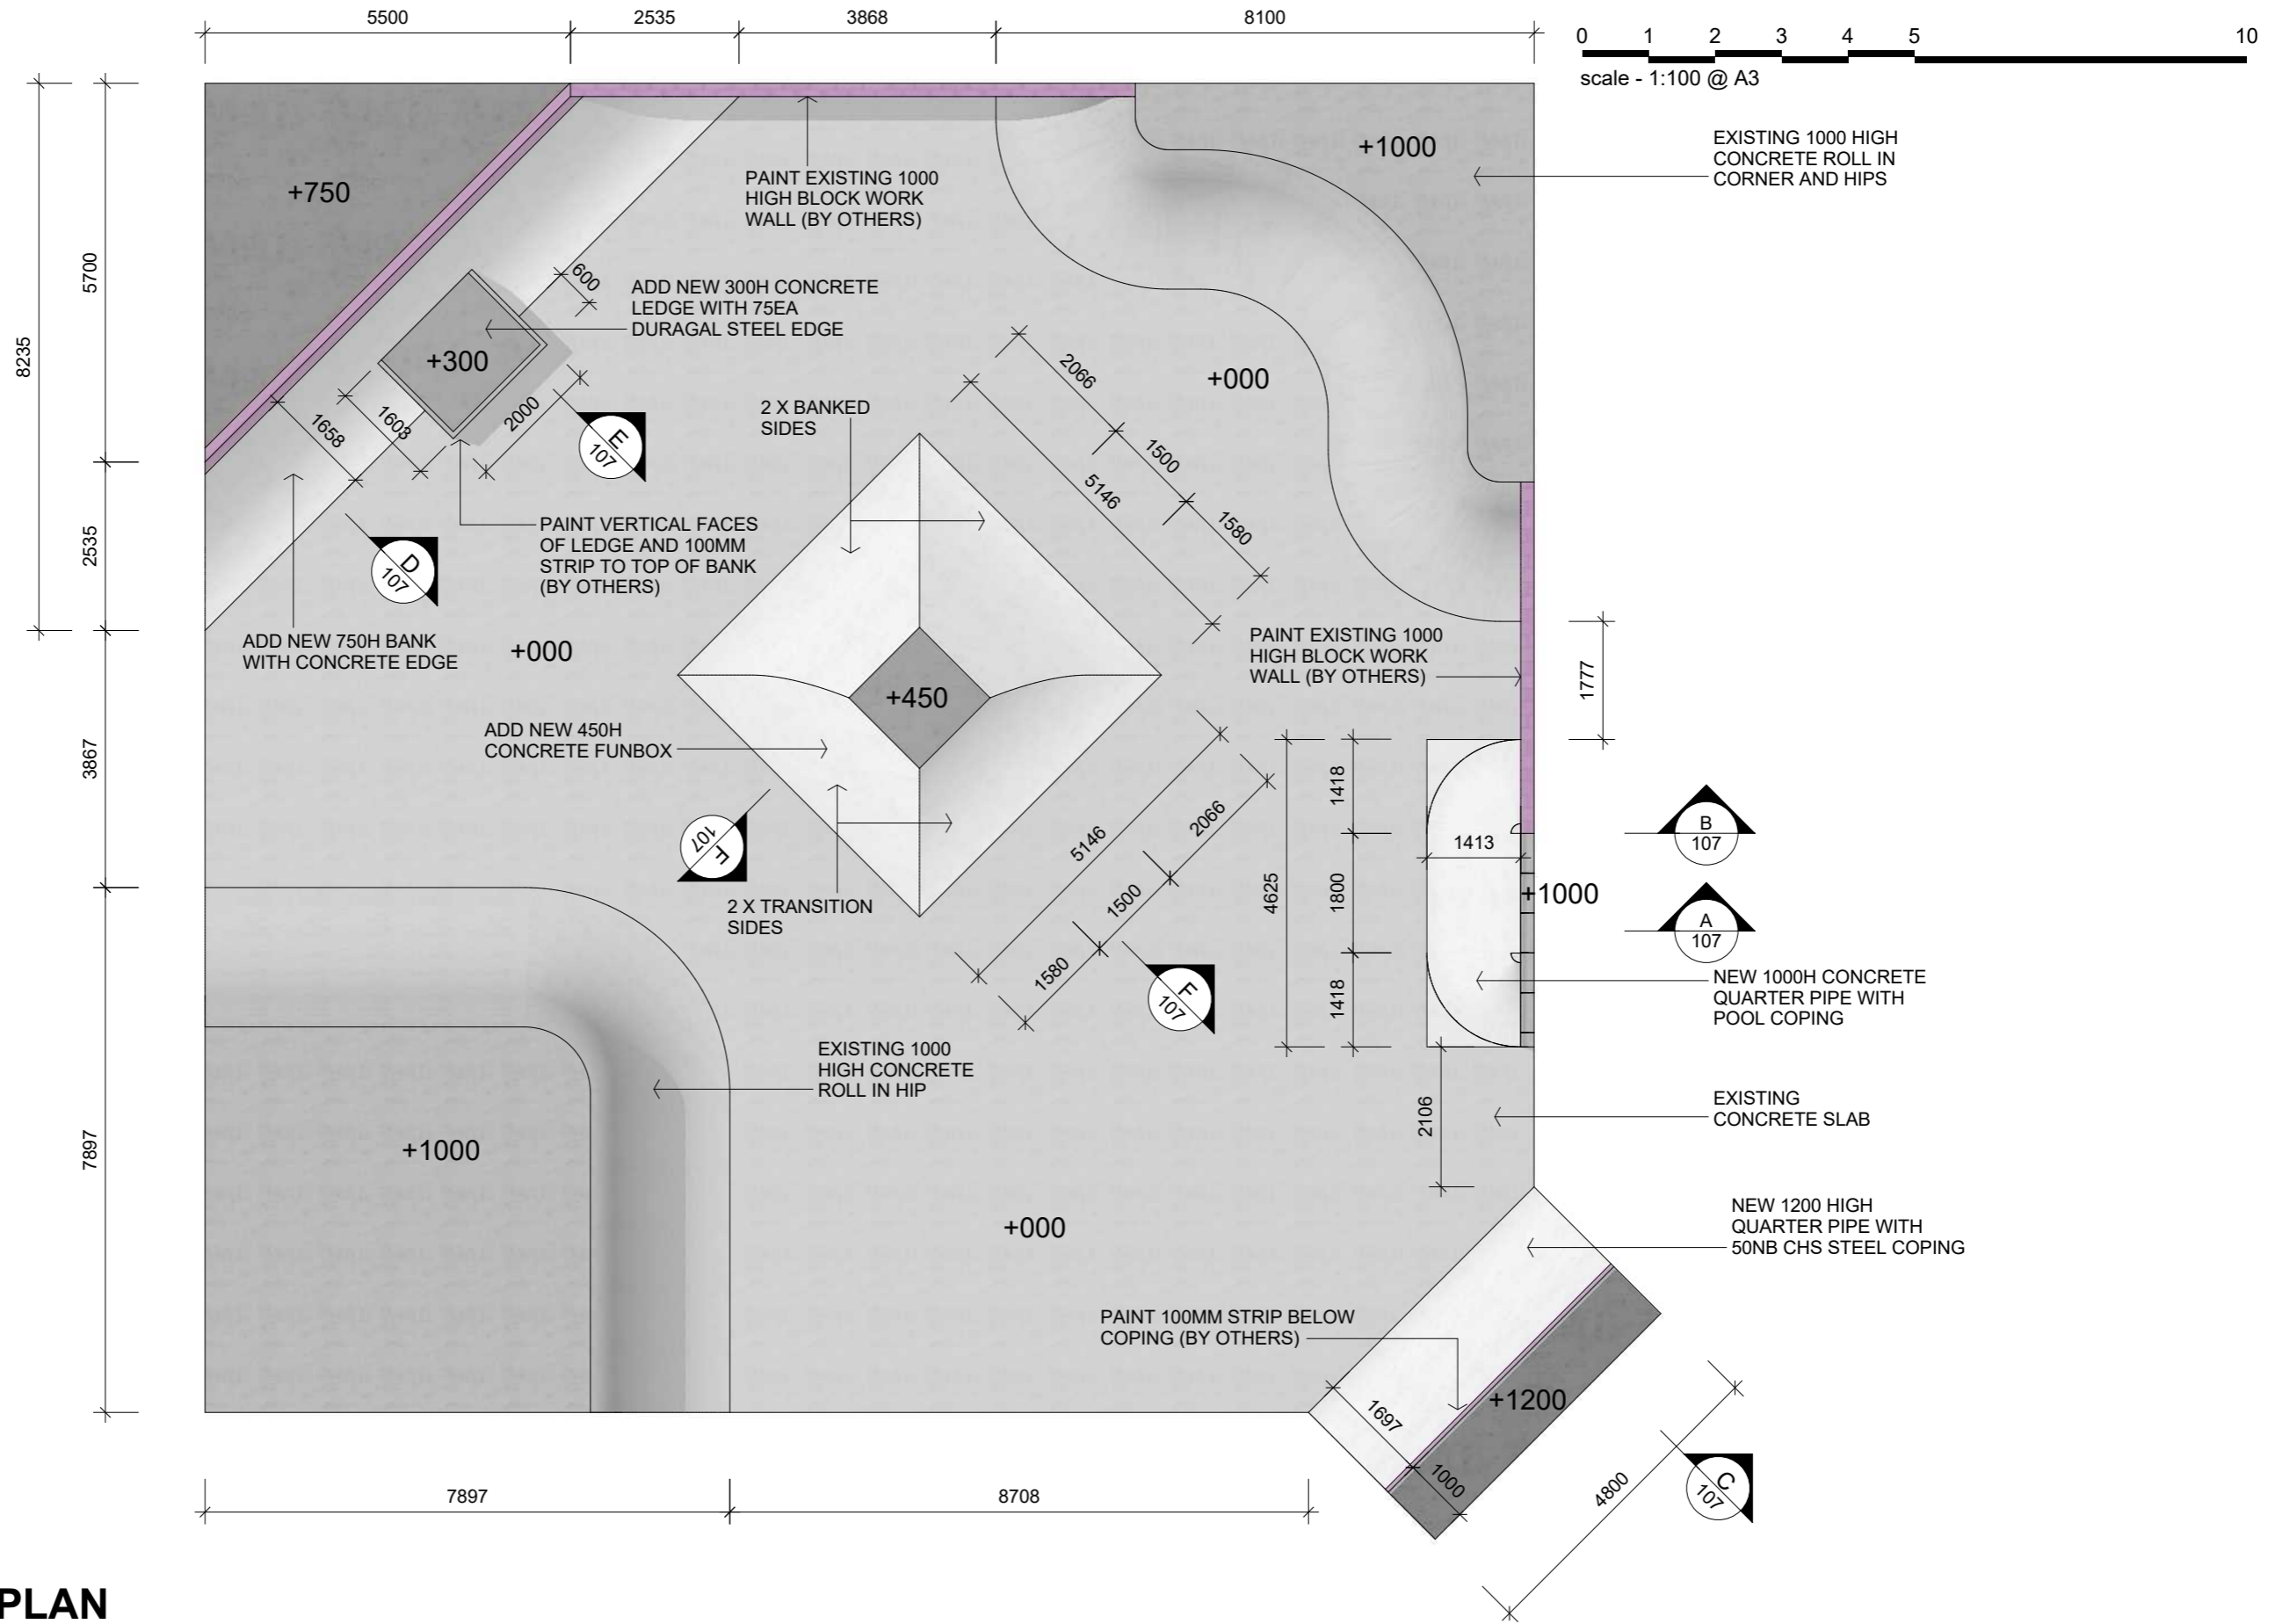 5500
2535
3868
8100
0 1 2 3 4 5 10
scale - 1:100 @ A3
EXISTING 1000 HIGH
CONCRETE ROLL IN
CORNER AND HIPS
+1000
+750
PAINT EXISTING 1000
HIGH BLOCK WORK
WALL (BY OTHERS)
5700
8235
2535
3867
7897
600
ADD NEW 300H CONCRETE
LEDGE WITH 75EA
DURAGAL STEEL EDGE
+300
1658
1603
2000
E
107
2 X BANKED
SIDES
+000
2066
1500
1580
5146
PAINT VERTICAL FACES
OF LEDGE AND 100MM
STRIP TO TOP OF BANK
(BY OTHERS)
D
107
ADD NEW 750H BANK
WITH CONCRETE EDGE
+000
PAINT EXISTING 1000
HIGH BLOCK WORK
WALL (BY OTHERS)
1777
+450
ADD NEW 450H
CONCRETE FUNBOX
F
107
2 X TRANSITION
SIDES
5146
2066
1500
1580
F
107
4625
1418
1800
1418
1413
+1000
B
107
A
107
NEW 1000H CONCRETE
QUARTER PIPE WITH
POOL COPING
EXISTING 1000
HIGH CONCRETE
ROLL IN HIP
2106
EXISTING
CONCRETE SLAB
+1000
+000
NEW 1200 HIGH
QUARTER PIPE WITH
50NB CHS STEEL COPING
PAINT 100MM STRIP BELOW
COPING (BY OTHERS)
+1200
1697
1000
4800
C
107
7897
8708
PLAN